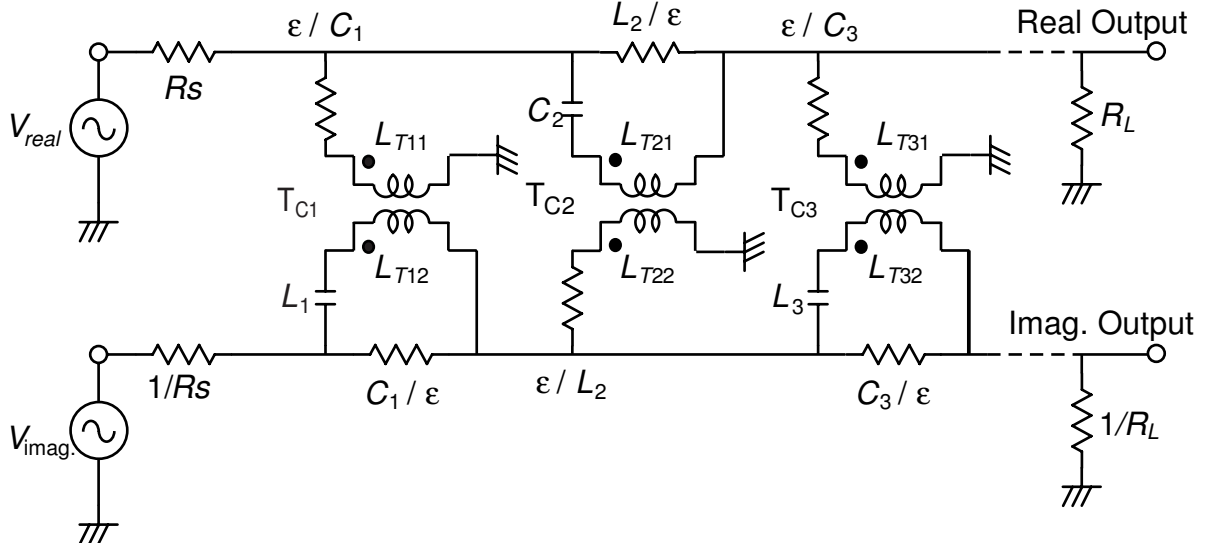 ε / C1
L2 / ε
ε / C3
Real Output
Rs
Vreal
C2
RL
LT11
LT21
LT31
TC1
TC2
TC3
LT12
LT22
LT32
L1
L3
Imag. Output
1/Rs
C1 / ε
ε / L2
C3 / ε
1/RL
Vimag.